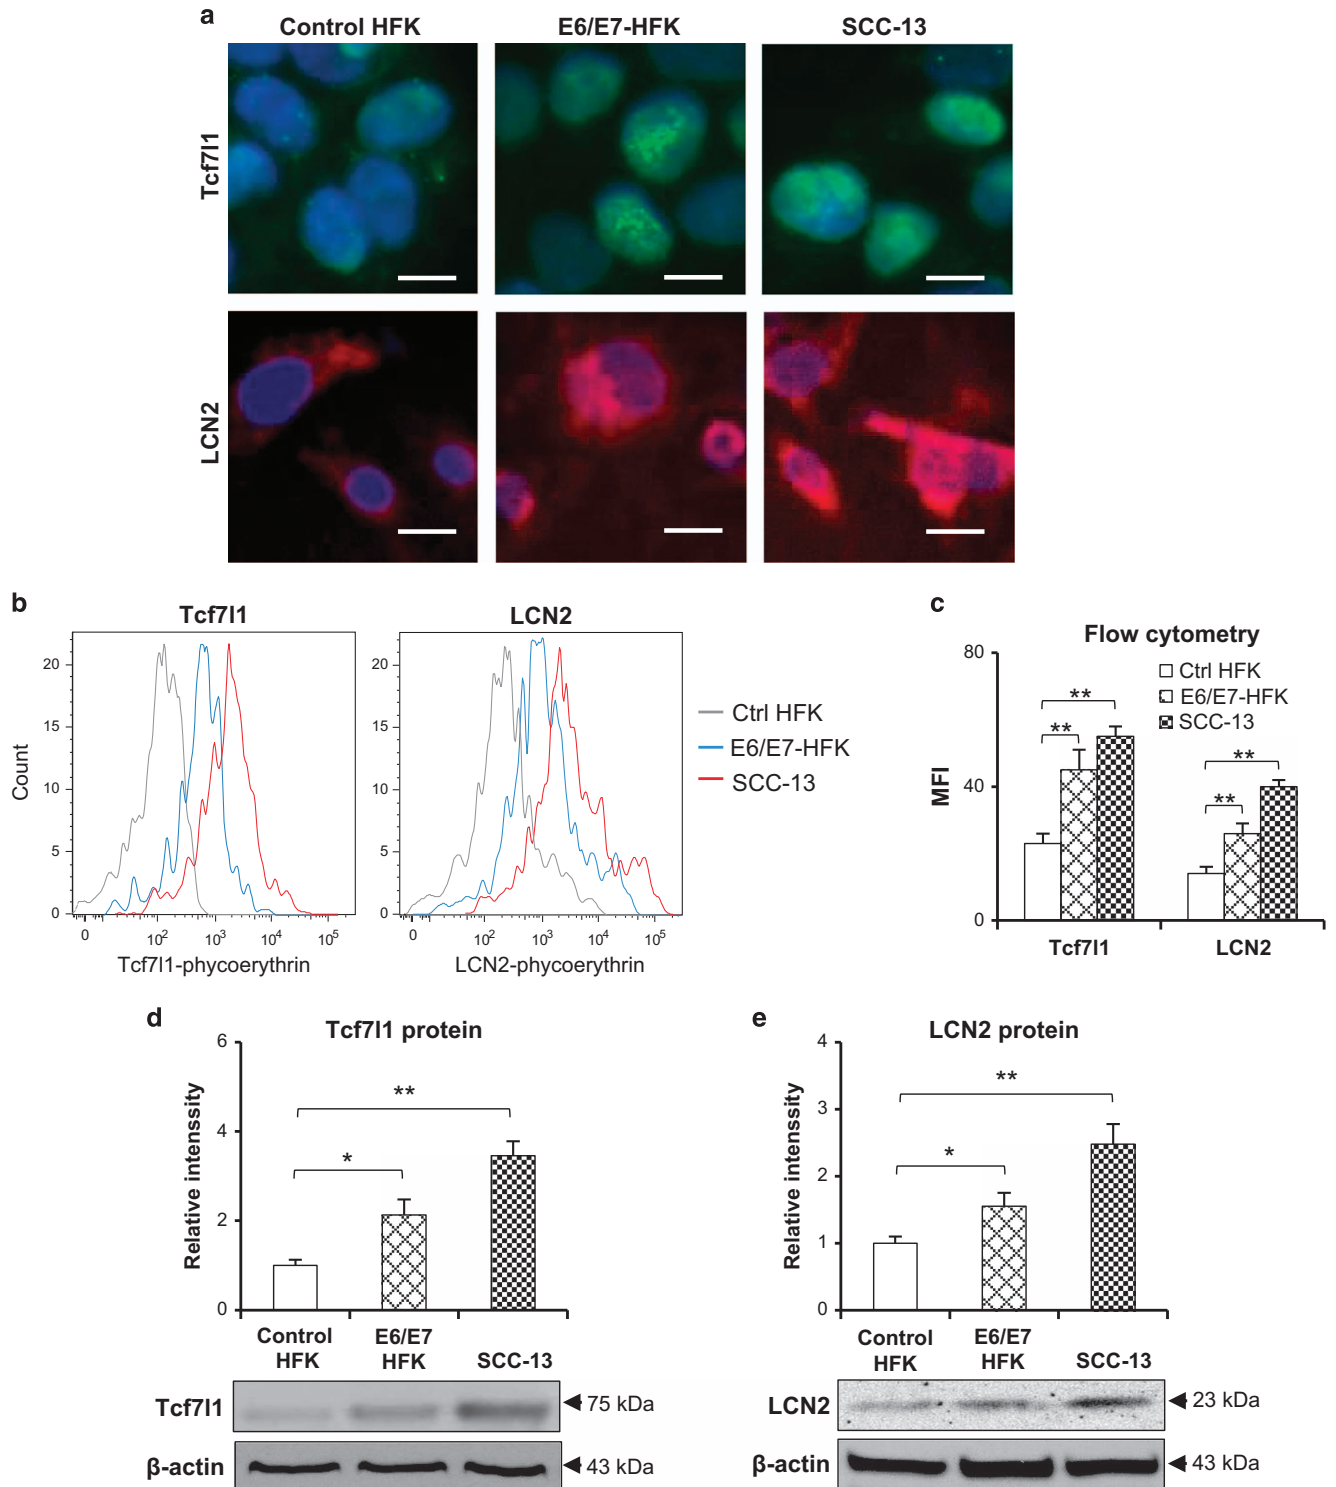 a
Control HFK
E6/E7-HFK
SCC-13
Tcf7l1
LCN2
b
Tcf7l1
20
15
10
5
0
Count
0
10²
10³
10⁴
10⁵
Tcf7l1-phycoerythrin
LCN2
20
15
10
5
0
0
10²
10³
10⁴
10⁵
LCN2-phycoerythrin
Ctrl HFK
E6/E7-HFK
SCC-13
c
Flow cytometry
80
40
0
MFI
Ctrl HFK
E6/E7-HFK
SCC-13
**
**
**
**
Tcf7l1
LCN2
d
Tcf7l1 protein
6
4
2
0
Relative intenssity
**
*
Control
HFK
E6/E7
HFK
SCC-13
Tcf7l1
75 kDa
β-actin
43 kDa
e
LCN2 protein
4
3
2
1
0
Relative intenssity
**
*
Control
HFK
E6/E7
HFK
SCC-13
LCN2
23 kDa
β-actin
43 kDa